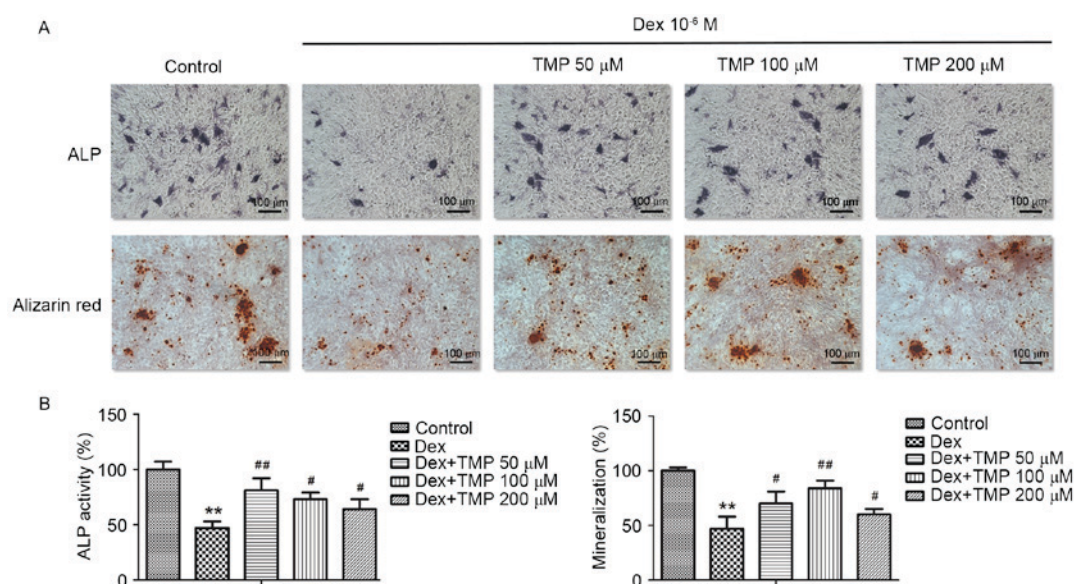 A
Dex 10⁻⁶ M
Control
TMP 50 μM
TMP 100 μM
TMP 200 μM
ALP
100 μm
100 μm
100 μm
100 μm
100 μm
Alizarin red
100 μm
100 μm
100 μm
100 μm
100 μm
B
ALP activity (%)
150
100
50
0
**
##
#
#
Control
Dex
Dex+TMP 50 μM
Dex+TMP 100 μM
Dex+TMP 200 μM
Mineralization (%)
150
100
50
0
**
#
##
#
Control
Dex
Dex+TMP 50 μM
Dex+TMP 100 μM
Dex+TMP 200 μM